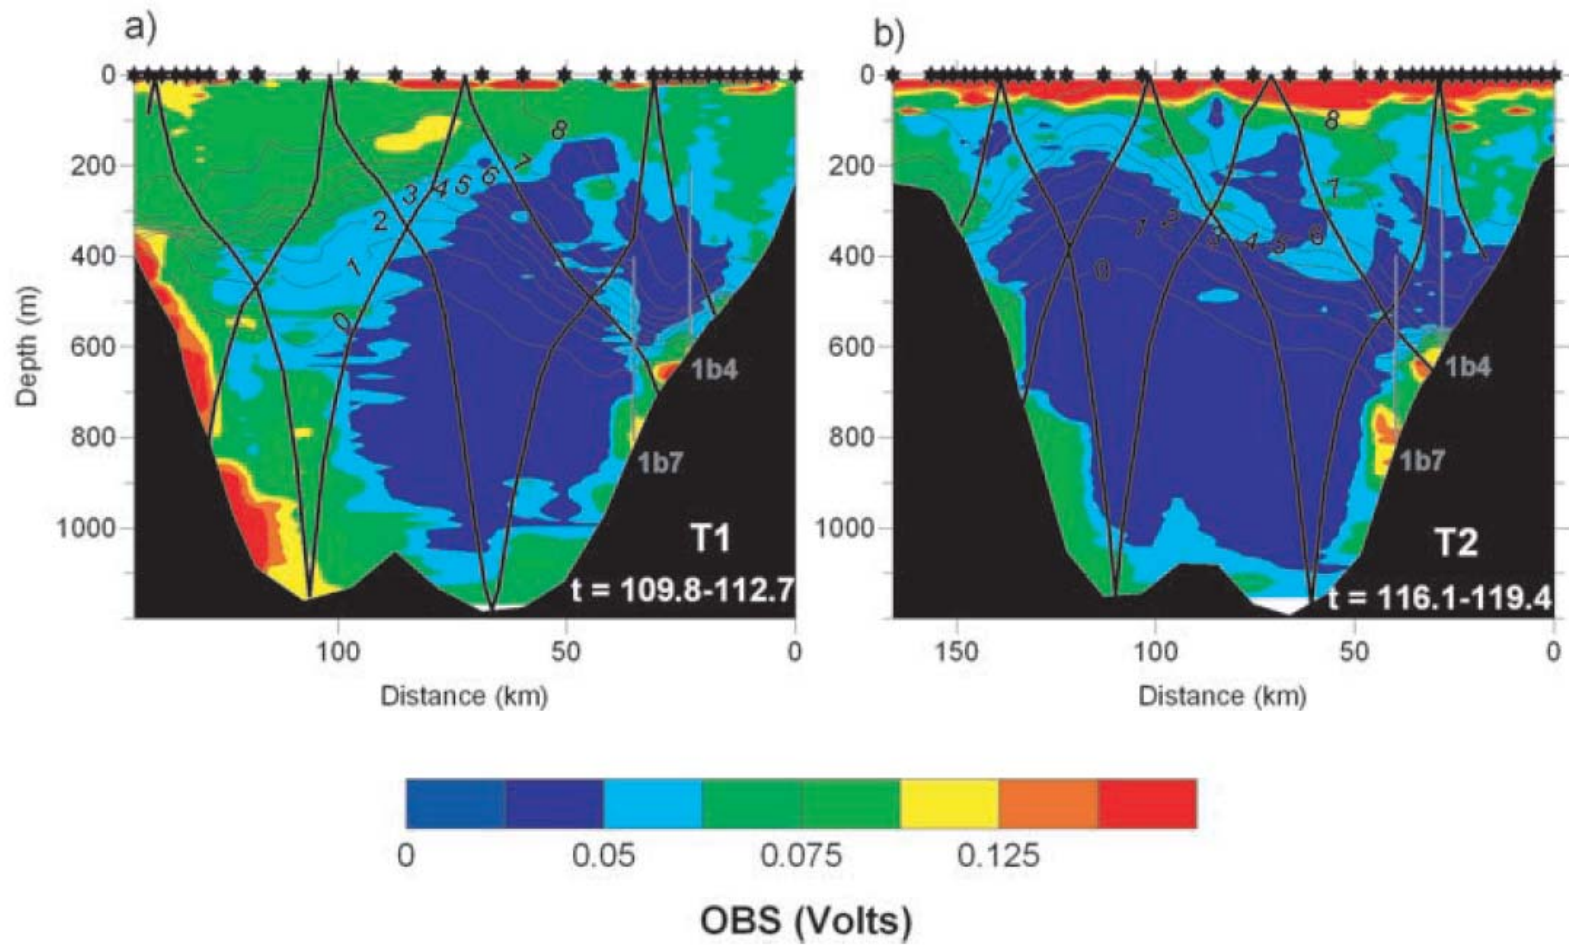 a)
b)
0
200
400
600
800
1000
Depth (m)
8
7
6
5
4
3
2
1
0
1b4
1b7
T1
t = 109.8-112.7
100
50
0
Distance (km)
0
200
400
600
800
1000
8
7
6
5
4
3
2
1
0
1b4
1b7
T2
t = 116.1-119.4
150
100
50
0
Distance (km)
0
0.05
0.075
0.125
OBS (Volts)